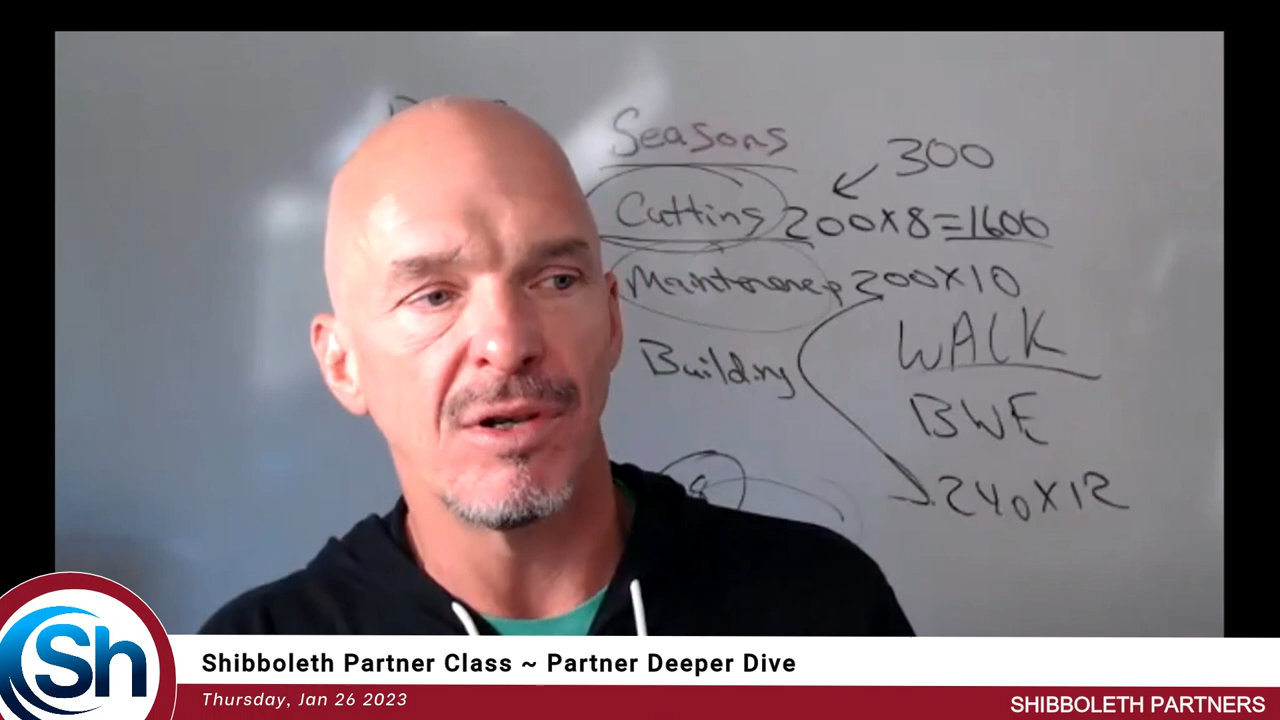 Seasons
300
Cutting 200x8=1600
200x10
Building
WALK
BWE
240x12
Sh
Shibboleth Partner Class ~ Partner Deeper Dive
Thursday, Jan 26 2023
SHIBBOLETH PARTNERS